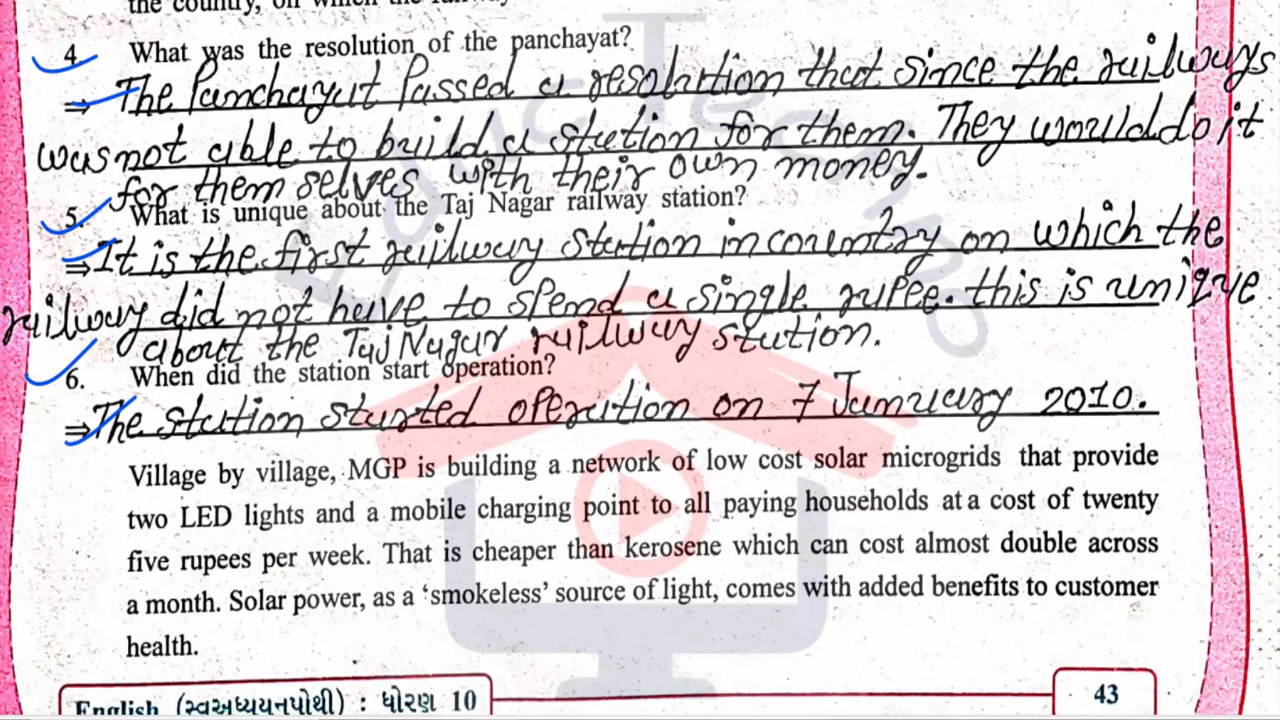 the country, on which the railway
4. What was the resolution of the panchayat?
⇒ The Panchayat Passed a resolution that since the railways
was not able to build a station for them. They would do it
for them selves with their own money.
5. What is unique about the Taj Nagar railway station?
⇒ It is the first railway station in country on which the
railway did not have to spend a single rupee. this is unique
about the Taj Nagar railway station.
6. When did the station start operation?
⇒ The station started operation on 7 January 2010.
Village by village, MGP is building a network of low cost solar microgrids that provide
two LED lights and a mobile charging point to all paying households at a cost of twenty
five rupees per week. That is cheaper than kerosene which can cost almost double across
a month. Solar power, as a 'smokeless' source of light, comes with added benefits to customer
health.
English (સ્વઅધ્યયનપોથી) : ધોરણ 10
43